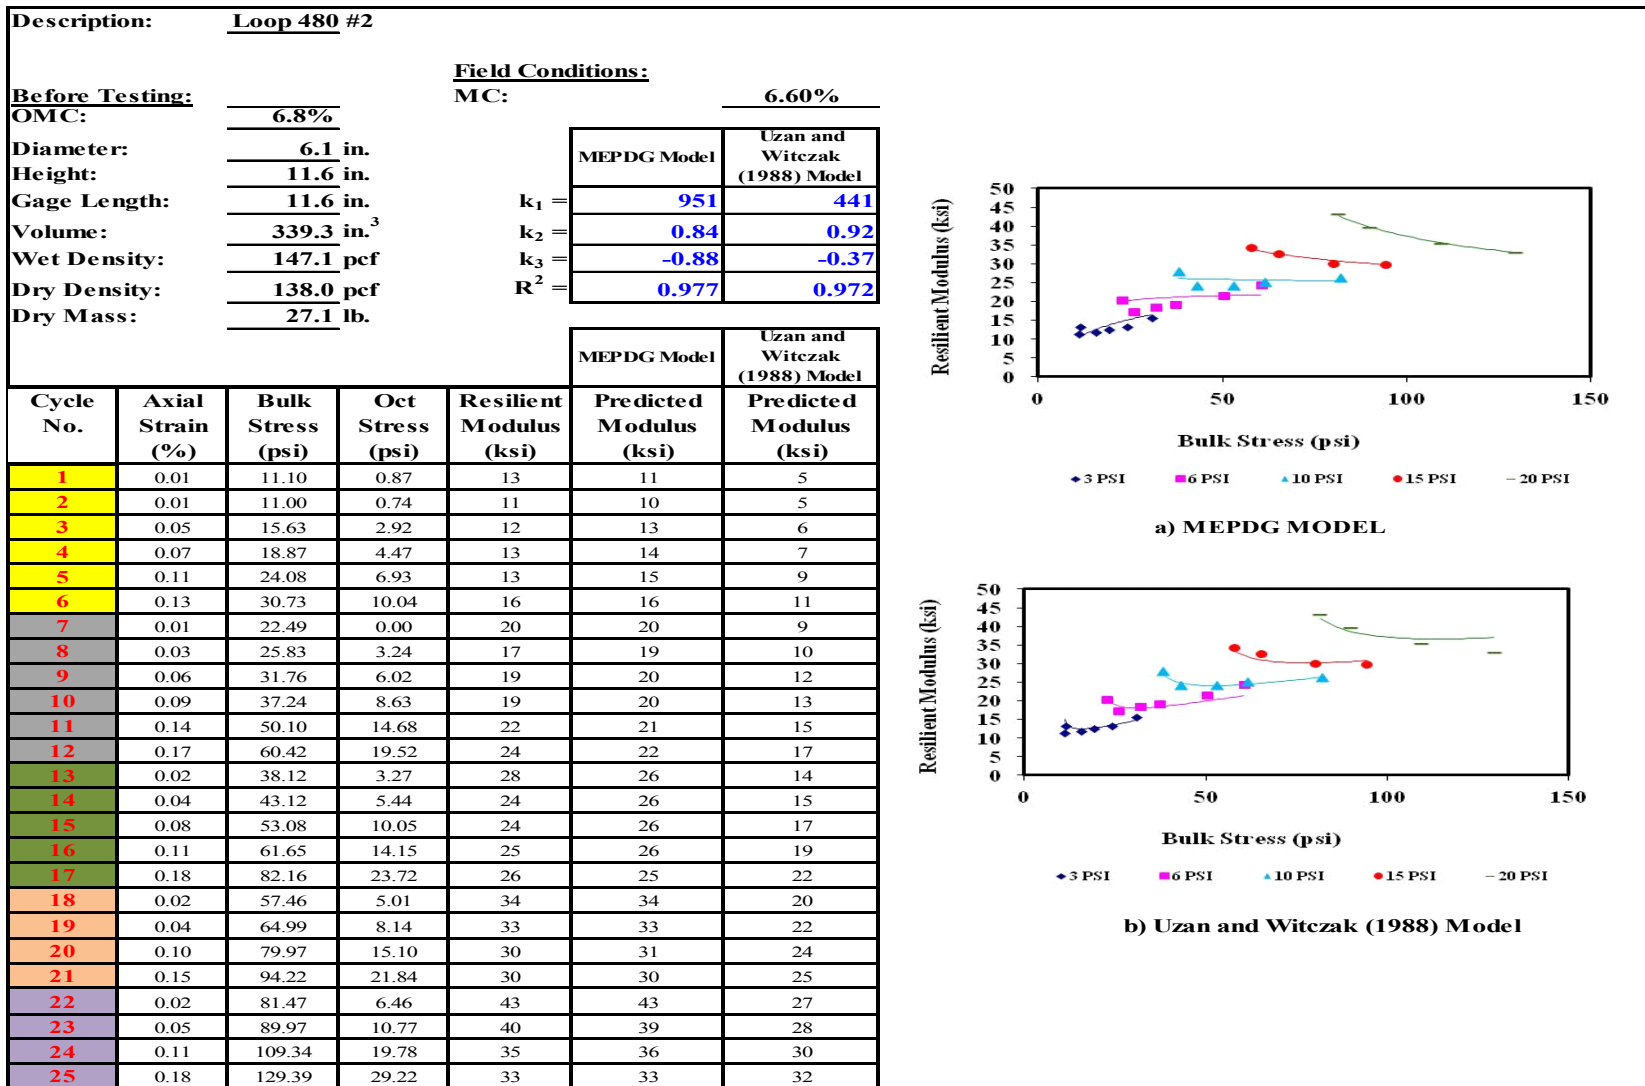 Description: Loop 480 #2
Field Conditions:
Before Testing: MC: 6.60%
OMC: 6.8%
Diameter: 6.1 in.
Height: 11.6 in.
Gage Length: 11.6 in.
Volume: 339.3 in.3
Wet Density: 147.1 pcf
Dry Density: 138.0 pcf
Dry Mass: 27.1 lb.
MEPDG Model Uzan and Witczak (1988) Model
k1 = 951 441
k2 = 0.84 0.92
k3 = -0.88 -0.37
R2 = 0.977 0.972
MEPDG Model Uzan and Witczak (1988) Model
Cycle No. Axial Strain (%) Bulk Stress (psi) Oct Stress (psi) Resilient Modulus (ksi) Predicted Modulus (ksi) Predicted Modulus (ksi)
1 0.01 11.10 0.87 13 11 5
2 0.01 11.00 0.74 11 10 5
3 0.05 15.63 2.92 12 13 6
4 0.07 18.87 4.47 13 14 7
5 0.11 24.08 6.93 13 15 9
6 0.13 30.73 10.04 16 16 11
7 0.01 22.49 0.00 20 20 9
8 0.03 25.83 3.24 17 19 10
9 0.06 31.76 6.02 19 20 12
10 0.09 37.24 8.63 19 20 13
11 0.14 50.10 14.68 22 21 15
12 0.17 60.42 19.52 24 22 17
13 0.02 38.12 3.27 28 26 14
14 0.04 43.12 5.44 24 26 15
15 0.08 53.08 10.05 24 26 17
16 0.11 61.65 14.15 25 26 19
17 0.18 82.16 23.72 26 25 22
18 0.02 57.46 5.01 34 34 20
19 0.04 64.99 8.14 33 33 22
20 0.10 79.97 15.10 30 31 24
21 0.15 94.22 21.84 30 30 25
22 0.02 81.47 6.46 43 43 27
23 0.05 89.97 10.77 40 39 28
24 0.11 109.34 19.78 35 36 30
25 0.18 129.39 29.22 33 33 32
Resilient Modulus (ksi)
50
45
40
35
30
25
20
15
10
5
0
0 50 100 150
Bulk Stress (psi)
3 PSI 6 PSI 10 PSI 15 PSI 20 PSI
a) MEPDG MODEL
Resilient Modulus (ksi)
50
45
40
35
30
25
20
15
10
5
0
0 50 100 150
Bulk Stress (psi)
3 PSI 6 PSI 10 PSI 15 PSI 20 PSI
b) Uzan and Witczak (1988) Model